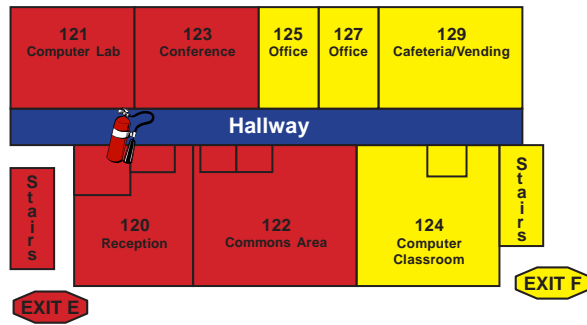 121
Computer Lab
123
Conference
125
Office
127
Office
129
Cafeteria/Vending
Hallway
Stairs
120
Reception
122
Commons Area
124
Computer
Classroom
Stairs
EXIT E
EXIT F